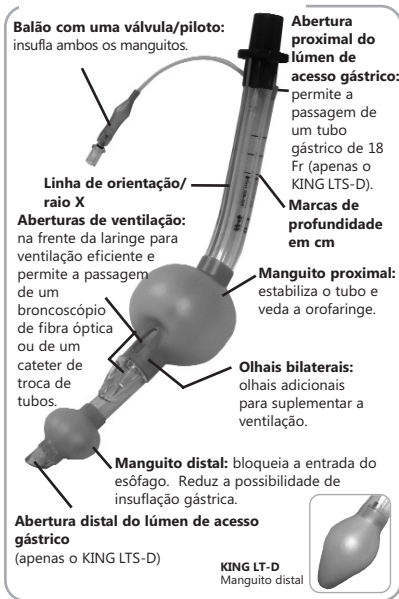 Balão com uma válvula/piloto:
insufla ambos os manguitos.
Abertura
proximal do
lúmen de
acesso gástrico:
permite a
passagem de
um tubo
gástrico de 18
Fr (apenas o
KING LTS-D).
Linha de orientação/
raio X
Marcas de
profundidade
em cm
Aberturas de ventilação:
na frente da laringe para
ventilação eficiente e
permite a passagem
de um
broncoscópio
de fibra óptica
ou de um
cateter de
troca de
tubos.
Manguito proximal:
estabiliza o tubo e
veda a orofaringe.
Olhais bilaterais:
olhais adicionais
para suplementar a
ventilação.
Manguito distal: bloqueia a entrada do
esôfago. Reduz a possibilidade de
insuflação gástrica.
Abertura distal do lúmen de acesso
gástrico
(apenas o KING LTS-D)
KING LT-D
Manguito distal